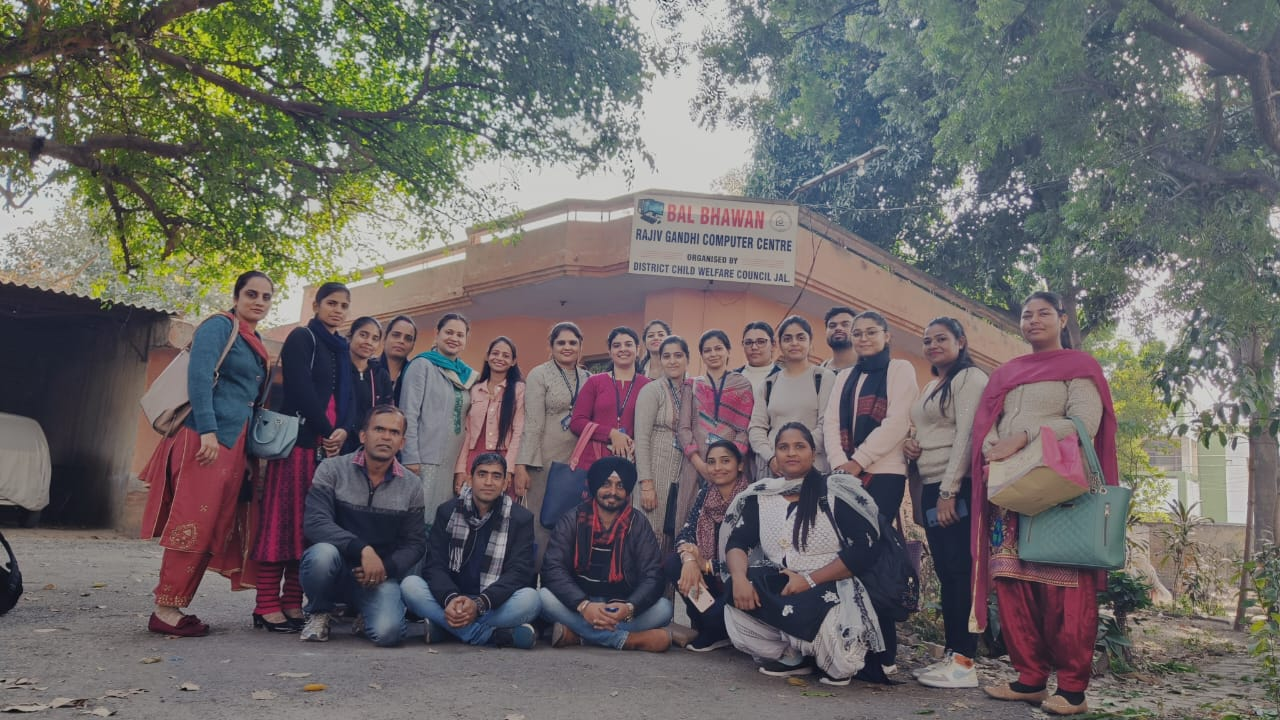 BAL BHAWAN
RAJIV GANDHI COMPUTER CENTRE
ORGANISED BY
DISTRICT CHILD WELFARE COUNCIL JAL.